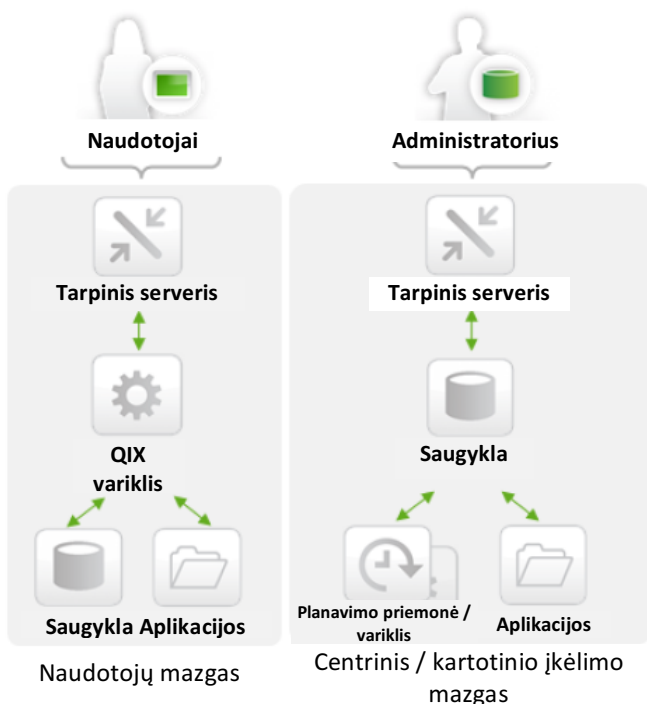 Naudotojai
Tarpinis serveris
QIX
variklis
Saugykla Aplikacijos
Naudotojų mazgas
Administratorius
Tarpinis serveris
Saugykla
Planavimo priemonė /
variklis
Aplikacijos
Centrinis / kartotinio įkėlimo
mazgas